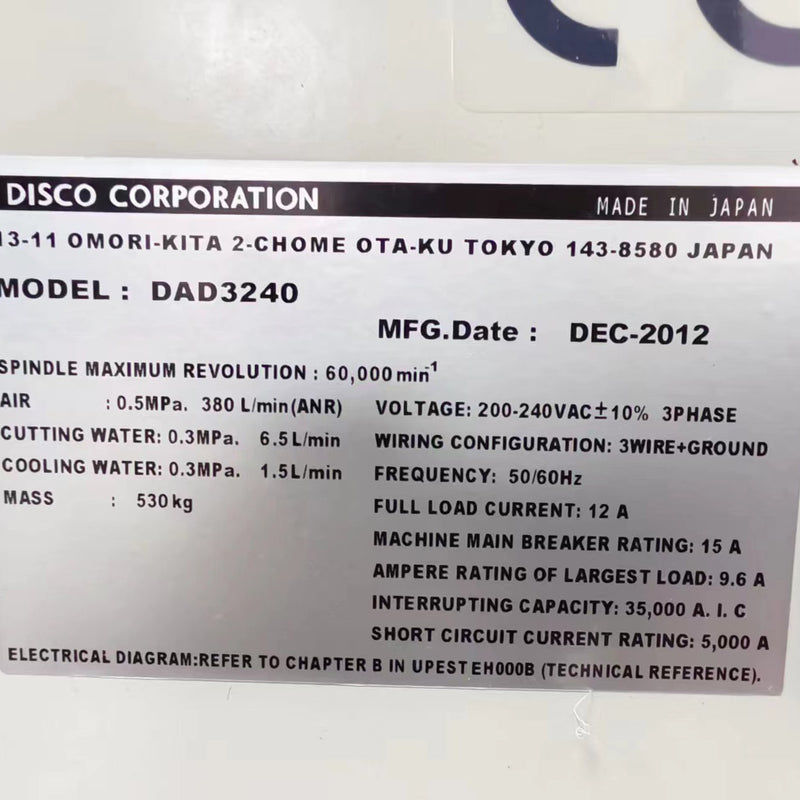 DISCO CORPORATION MADE IN JAPAN
13-11 OMORI-KITA 2-CHOME OTA-KU TOKYO 143-8580 JAPAN
MODEL : DAD3240
MFG.Date : DEC-2012
SPINDLE MAXIMUM REVOLUTION : 60,000 min⁻¹
AIR : 0.5MPa. 380 L/min(ANR)
CUTTING WATER: 0.3MPa. 6.5L/min
COOLING WATER: 0.3MPa. 1.5L/min
MASS : 530kg
VOLTAGE: 200-240VAC±10% 3PHASE
WIRING CONFIGURATION: 3WIRE+GROUND
FREQUENCY: 50/60Hz
FULL LOAD CURRENT: 12 A
MACHINE MAIN BREAKER RATING: 15 A
AMPERE RATING OF LARGEST LOAD: 9.6 A
INTERRUPTING CAPACITY: 35,000 A. I. C
SHORT CIRCUIT CURRENT RATING: 5,000 A
ELECTRICAL DIAGRAM:REFER TO CHAPTER B IN UPESTEH000B (TECHNICAL REFERENCE).